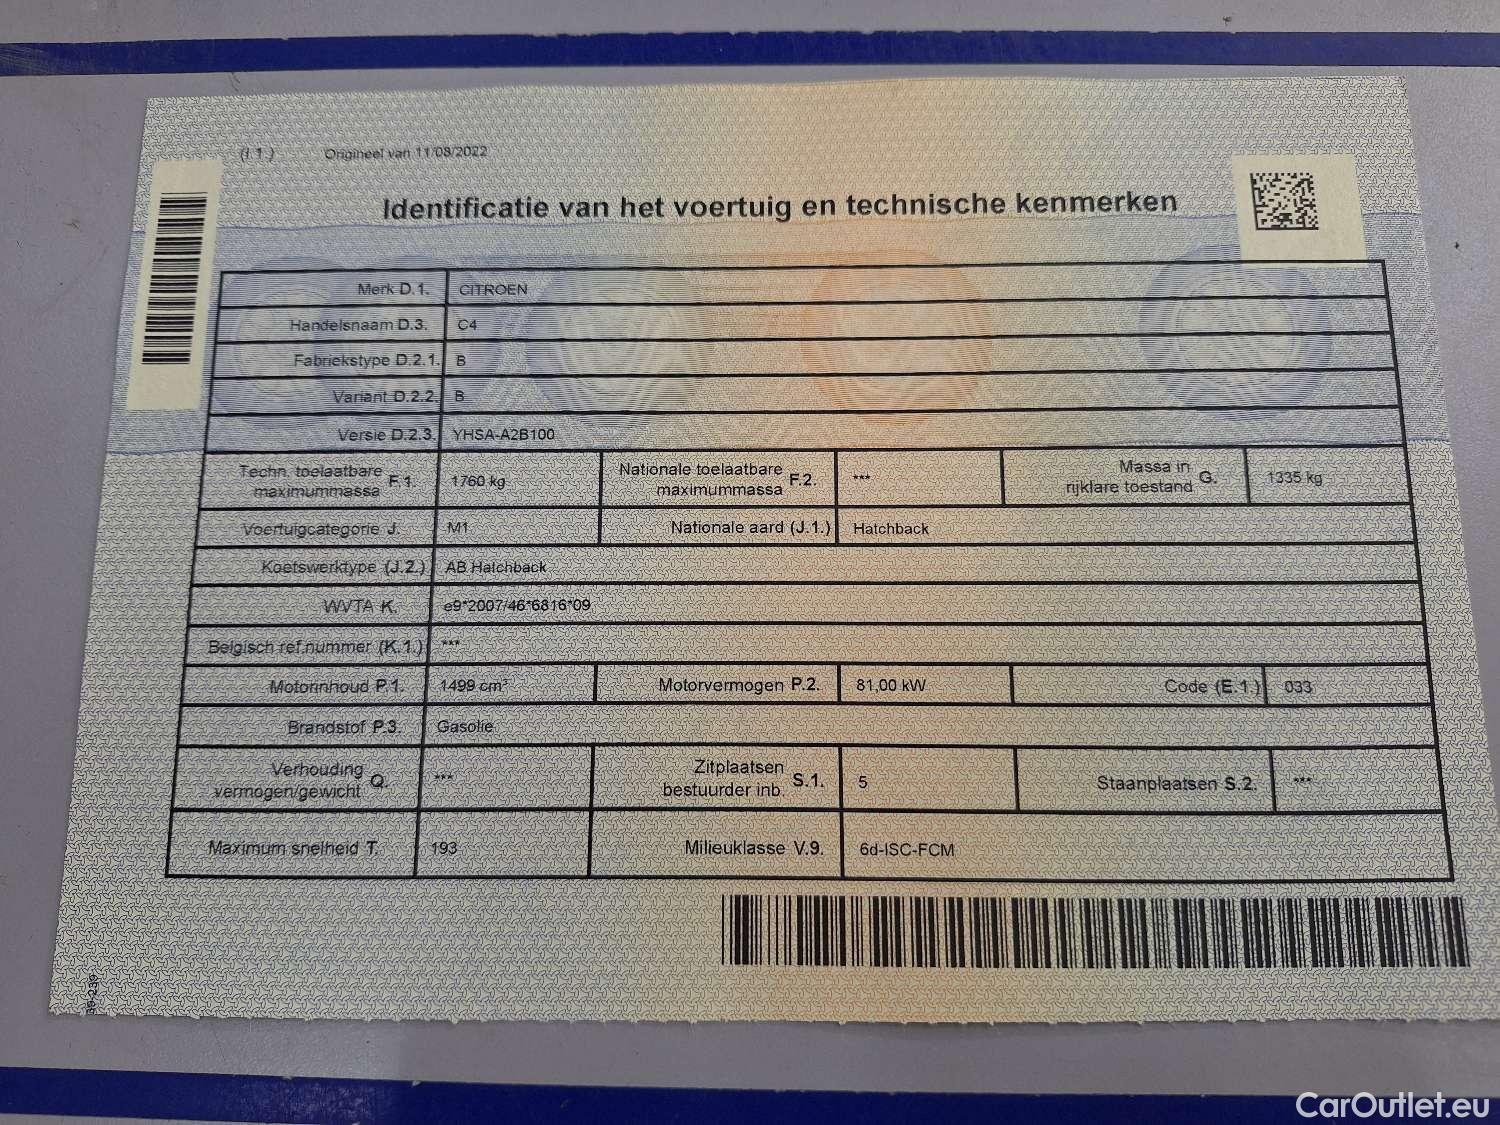 (I.1.) Origineel van 11/08/2022
Identificatie van het voertuig en technische kenmerken
Merk D.1. CITROEN
Handelsnaam D.3. C4
Fabriekstype D.2.1. B
Variant D.2.2. B
Versie D.2.3. YHSA-A2B100
Techn. toelaatbare maximummassa F.1. 1760 kg Nationale toelaatbare maximummassa F.2. *** Massa in rijklare toestand G. 1335 kg
Voertuigcategorie J. M1 Nationale aard (J.1.) Hatchback
Koetswerktype (J.2.) AB Hatchback
WVTA K. e9*2007/46*6816*09
Belgisch ref.nummer (K.1.) ***
Motorinhoud P.1. 1499 cm³ Motorvermogen P.2. 81,00 kW Code (E.1.) 033
Brandstof P.3. Gasolie
Verhouding vermogen/gewicht Q. *** Zitplaatsen bestuurder inb. S.1. 5 Staanplaatsen S.2. ***
Maximum snelheid T. 193 Milieuklasse V.9. 6d-ISC-FCM
CarOutlet.eu